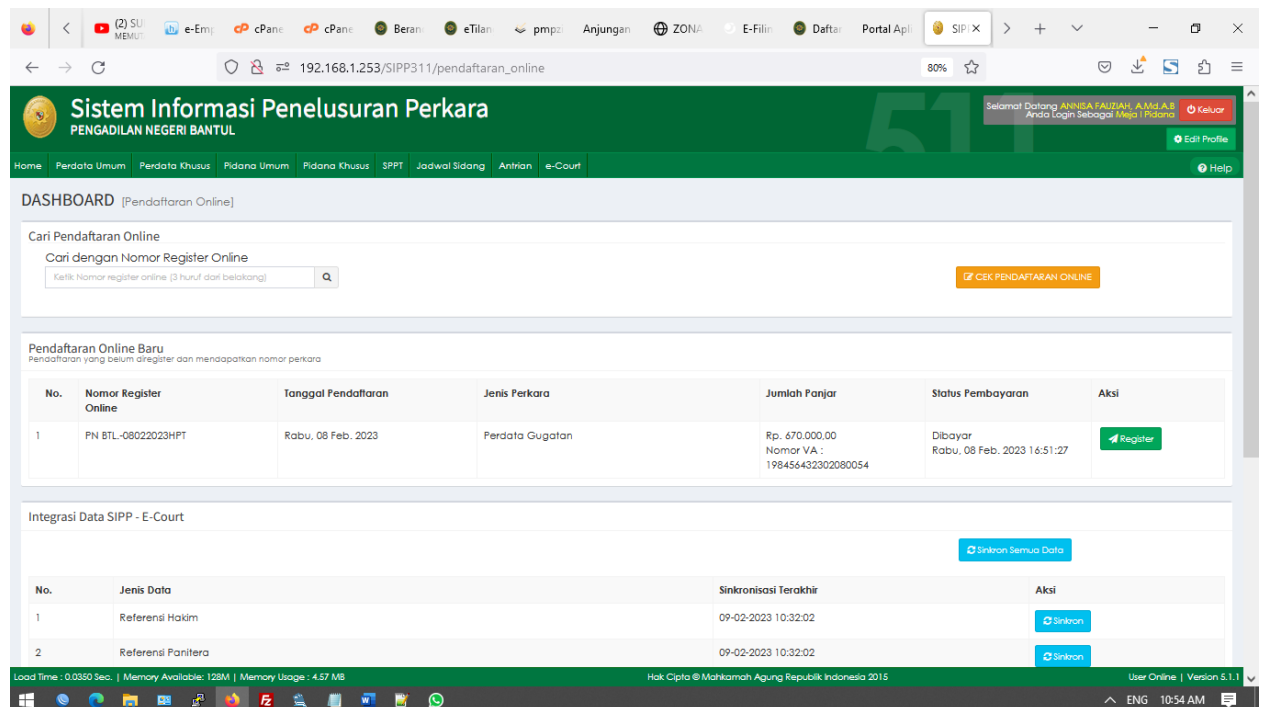 (2) SU
MEMUT
e-Emp
cPane
cPane
Beran
eTilan
pmpzi
Anjungan
ZONA
E-Filin
Daftar
Portal Apli
SIPI
192.168.1.253/SIPP311/pendaftaran_online
80%
Sistem Informasi Penelusuran Perkara
PENGADILAN NEGERI BANTUL
511
Selamat Datang ANNISA FAUZIAH, A.Md.A.B
Anda Login Sebagai Meja I Pidana
Keluar
Edit Profile
Home Perdata Umum Perdata Khusus Pidana Umum Pidana Khusus SPPT Jadwal Sidang Antrian e-Court
Help
DASHBOARD [Pendaftaran Online]
Cari Pendaftaran Online
Cari dengan Nomor Register Online
Ketik Nomor register online (3 huruf dari belakang)
CEK PENDAFTARAN ONLINE
Pendaftaran Online Baru
Pendaftaran yang belum diregister dan mendapatkan nomor perkara
No. Nomor Register Online Tanggal Pendaftaran Jenis Perkara Jumlah Panjar Status Pembayaran Aksi
1 PN BTL.-08022023HPT Rabu, 08 Feb. 2023 Perdata Gugatan Rp. 670.000,00 Dibayar Register
Nomor VA : Rabu, 08 Feb. 2023 16:51:27
198456432302080054
Integrasi Data SIPP - E-Court
Sinkron Semua Data
No. Jenis Data Sinkronisasi Terakhir Aksi
1 Referensi Hakim 09-02-2023 10:32:02 Sinkron
2 Referensi Panitera 09-02-2023 10:32:02 Sinkron
Load Time : 0.0350 Sec. | Memory Available: 128M | Memory Usage : 4.57 MB
Hak Cipta © Mahkamah Agung Republik Indonesia 2015
User Online | Version 5.1.1
ENG 10:54 AM